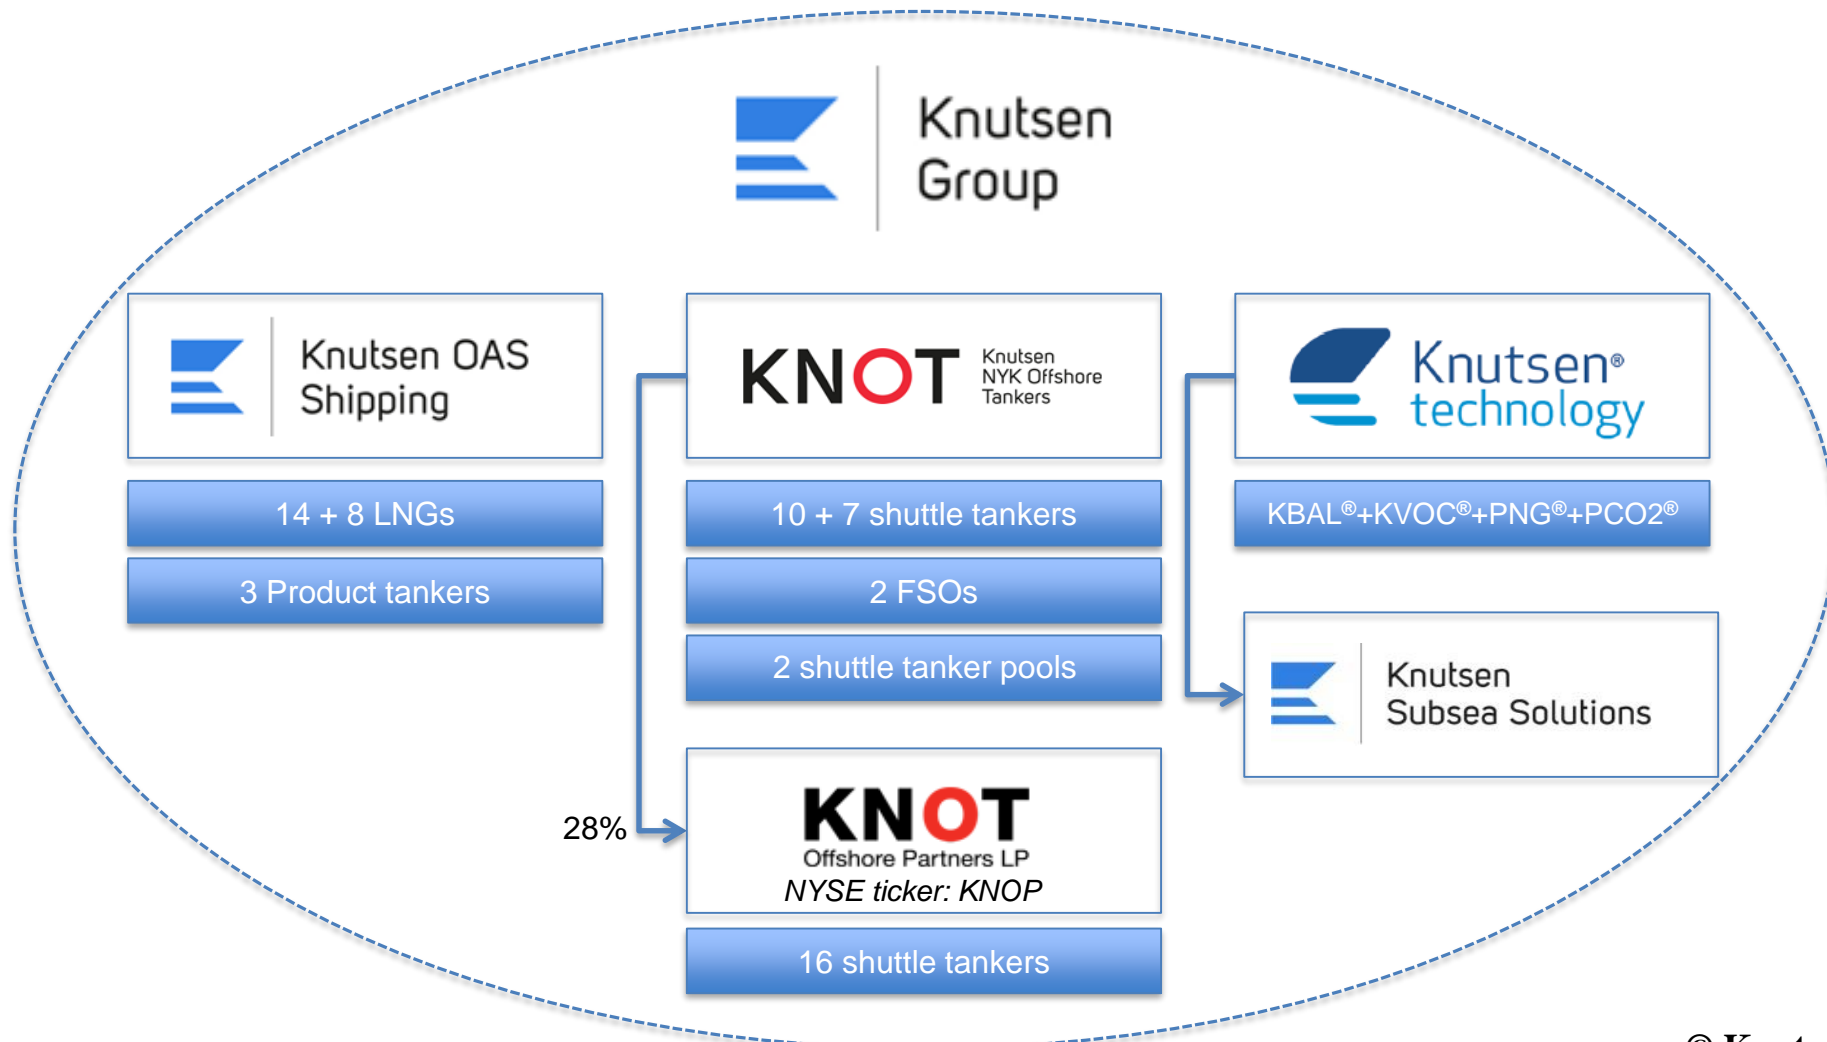 Knutsen
Group
Knutsen OAS
Shipping
14 + 8 LNGs
3 Product tankers
KNOT
Knutsen
NYK Offshore
Tankers
10 + 7 shuttle tankers
2 FSOs
2 shuttle tanker pools
28%
KNOT
Offshore Partners LP
NYSE ticker: KNOP
16 shuttle tankers
Knutsen®
technology
KBAL®+KVOC®+PNG®+PCO2®
Knutsen
Subsea Solutions
©